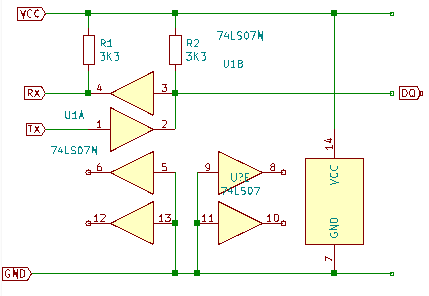 VCC
R1
3K3
R2
3K3
74LS07N
U1B
RX
4
3
DQ
U1A
TX
1
2
74LS07N
14
6
5
9
8
U?E
74LS07
VCC
12
13
11
10
GND
7
GND